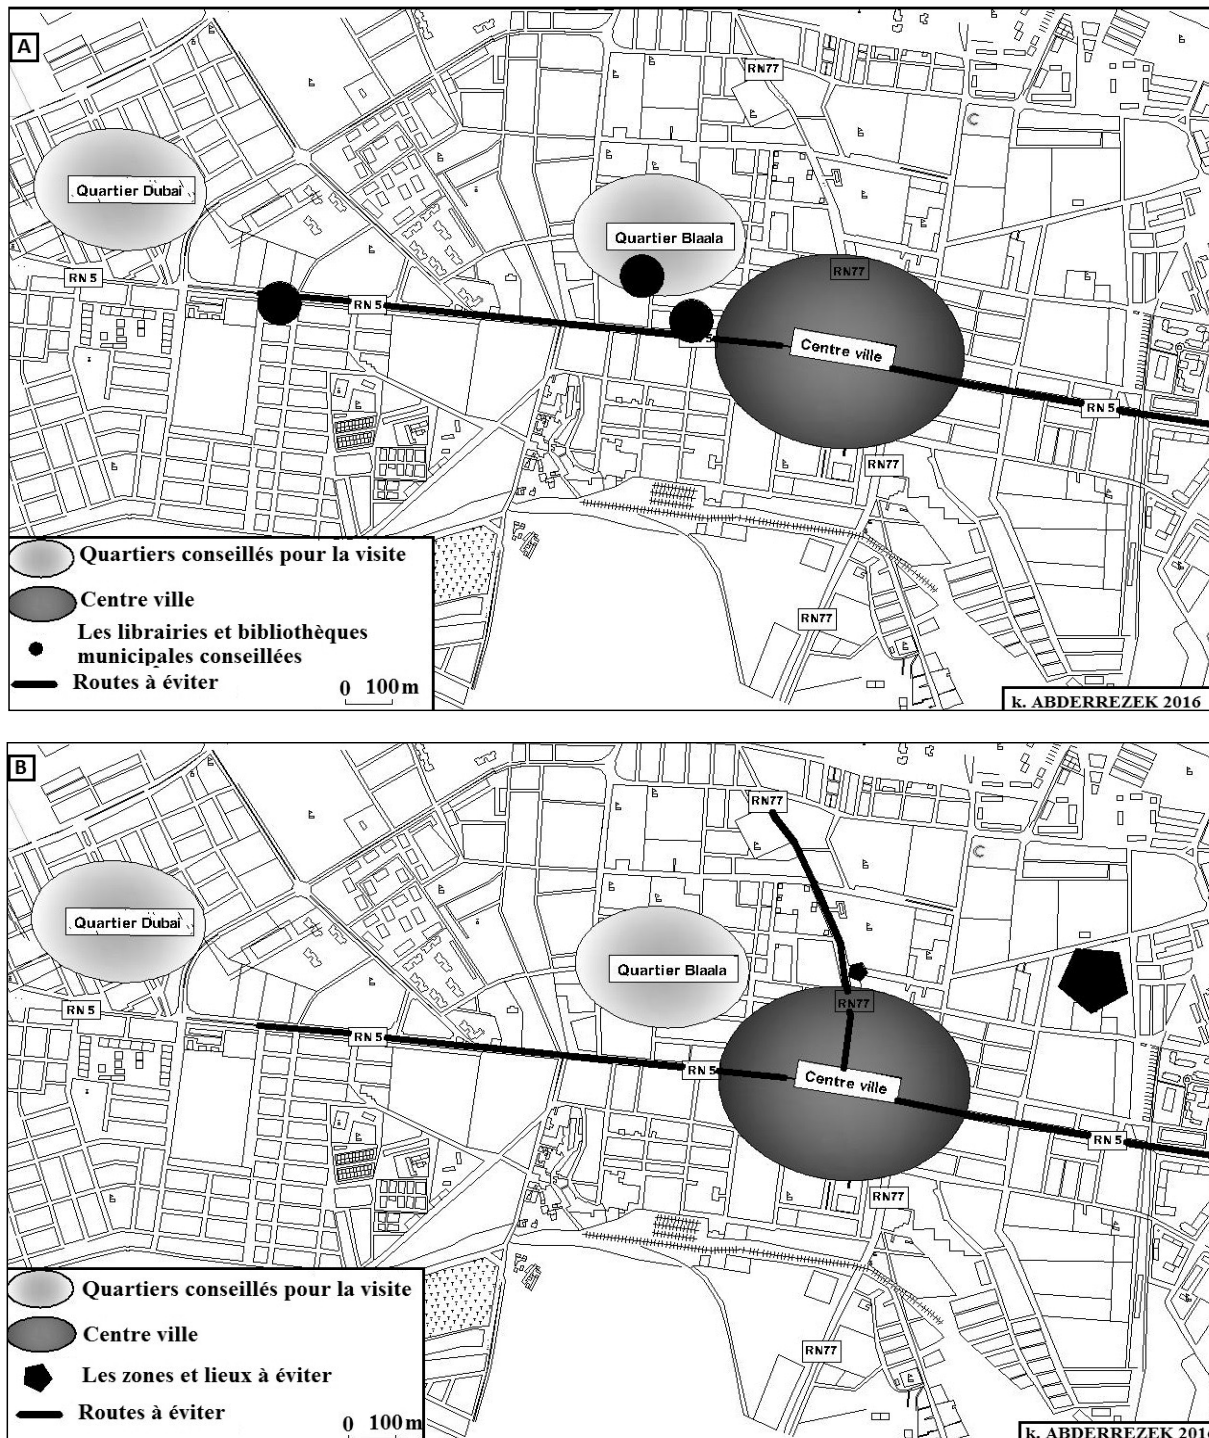 A
RN77
Quartier Dubai
Quartier Blaala
RN 5
RN77
RN 5
Centre ville
RN 5
RN77
Quartiers conseillés pour la visite
Centre ville
Les librairies et bibliothèques
municipales conseillées
Routes à éviter
0 100m
RN77
k. ABDERREZEK 2016
B
RN77
Quartier Dubai
Quartier Blaala
RN 5
RN77
RN 5
RN 5
Centre ville
RN 5
RN77
Quartiers conseillés pour la visite
Centre ville
Les zones et lieux à éviter
Routes à éviter
0 100m
RN77
k. ABDERREZEK 2016